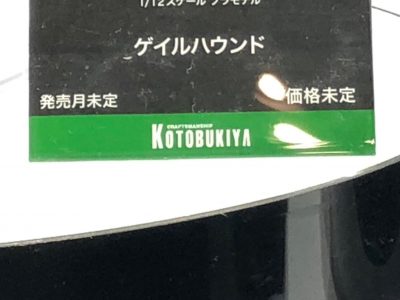 1/12スケール プラモデル
ゲイルハウンド
発売月未定 価格未定
CRAFTSMANSHIP
KOTOBUKIYA